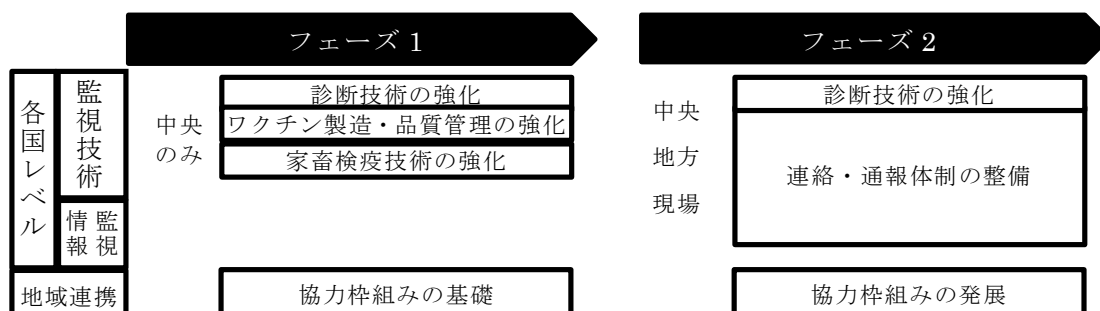 フェーズ 1
フェーズ 2
各国レベル
監視技術
監視
情報
中央
のみ
診断技術の強化
ワクチン製造・品質管理の強化
家畜検疫技術の強化
中央
地方
現場
診断技術の強化
連絡・通報体制の整備
地域連携
協力枠組みの基礎
協力枠組みの発展